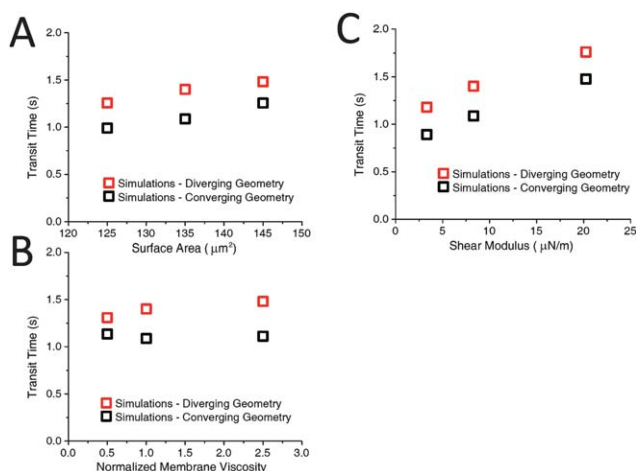 A
2.0
1.5
1.0
0.5
0.0
Transit Time (s)
Simulations - Diverging Geometry
Simulations - Converging Geometry
120 125 130 135 140 145 150
Surface Area ( μm²)
B
2.0
1.5
1.0
0.5
0.0
Transit Time (s)
Simulations - Diverging Geometry
Simulations - Converging Geometry
0.0 0.5 1.0 1.5 2.0 2.5 3.0
Normalized Membrane Viscosity
C
2.0
1.5
1.0
0.5
0.0
Transit Time (s)
Simulations - Diverging Geometry
Simulations - Converging Geometry
0 5 10 15 20 25
Shear Modulus ( μN/m)